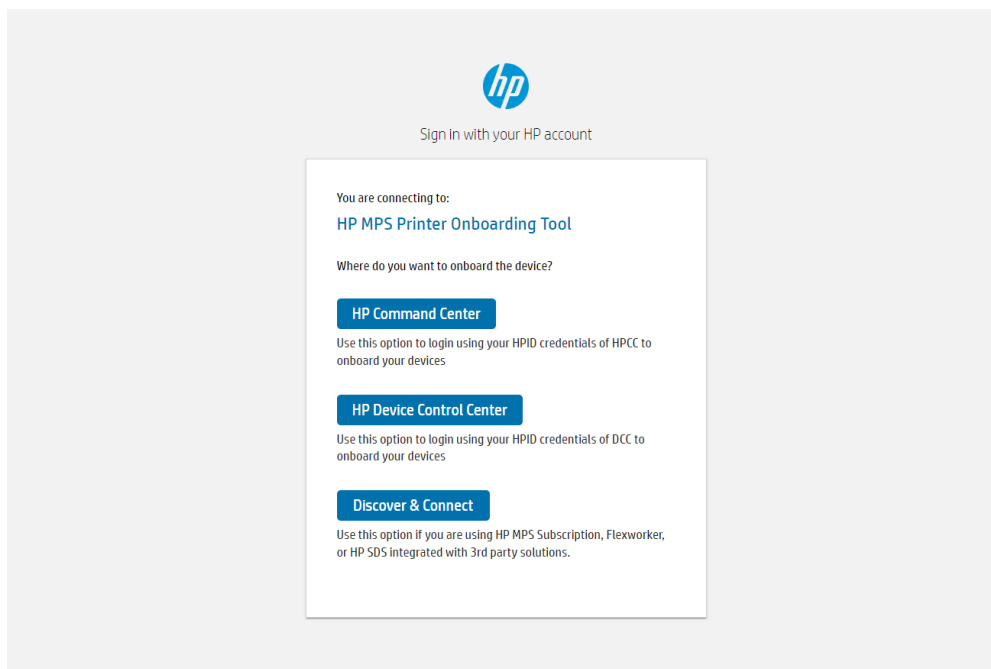 hp
Sign in with your HP account
You are connecting to:
HP MPS Printer Onboarding Tool
Where do you want to onboard the device?
HP Command Center
Use this option to login using your HPID credentials of HPCC to
onboard your devices
HP Device Control Center
Use this option to login using your HPID credentials of DCC to
onboard your devices
Discover & Connect
Use this option if you are using HP MPS Subscription, Flexworker,
or HP SDS integrated with 3rd party solutions.